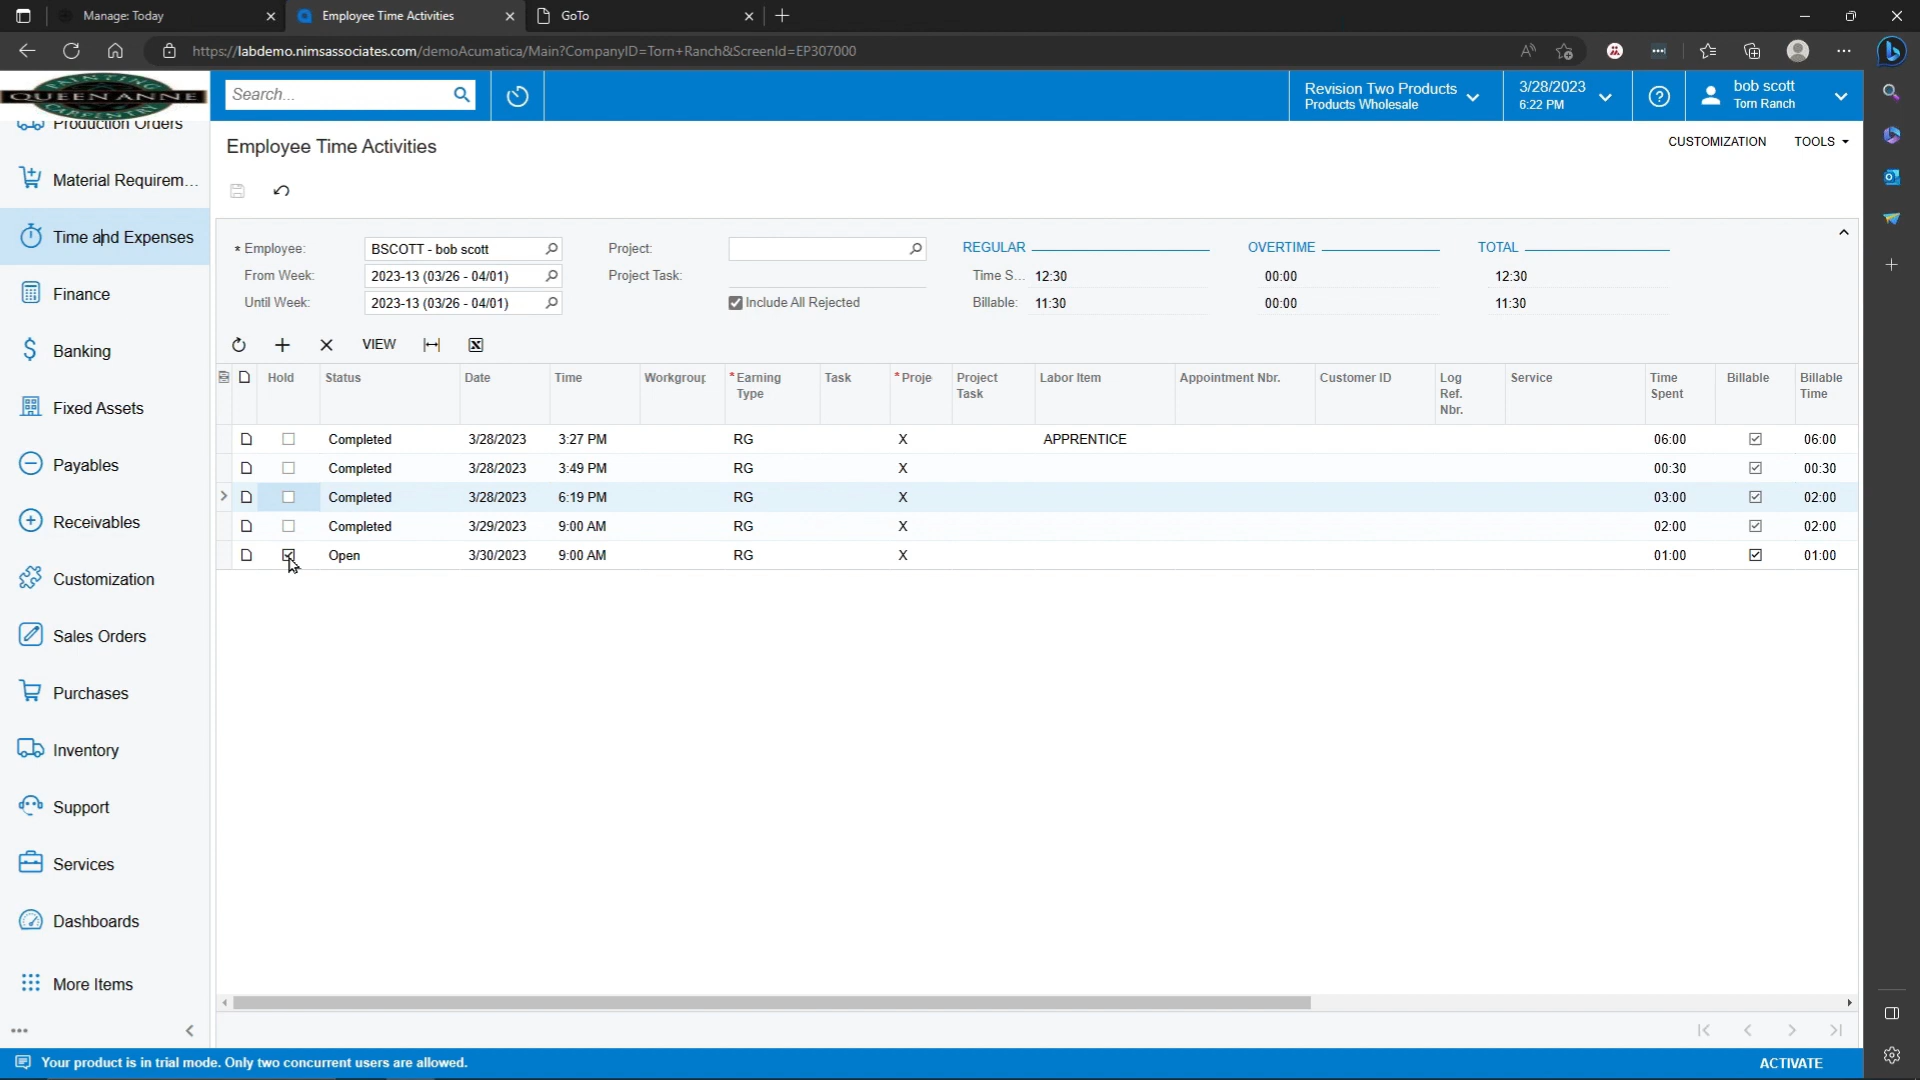 Manage: Today
Employee Time Activities
GoTo
https://labdemo.nimsassociates.com/demoAcumatica/Main?CompanyID=Torn+Ranch&ScreenId=EP307000
PAINTING
QUEEN ANNE
CARPENTRY
Search...
Revision Two Products
Products Wholesale
3/28/2023
6:22 PM
bob scott
Torn Ranch
Production Orders
Material Requirem...
Time and Expenses
Finance
Banking
Fixed Assets
Payables
Receivables
Customization
Sales Orders
Purchases
Inventory
Support
Services
Dashboards
More Items
Employee Time Activities
CUSTOMIZATION
TOOLS
* Employee: BSCOTT - bob scott
From Week: 2023-13 (03/26 - 04/01)
Until Week: 2023-13 (03/26 - 04/01)
Project:
Project Task:
Include All Rejected
REGULAR OVERTIME TOTAL
Time S... 12:30 00:00 12:30
Billable: 11:30 00:00 11:30
VIEW
Hold Status Date Time Workgroup *Earning Type Task *Proje Project Task Labor Item Appointment Nbr. Customer ID Log Ref. Nbr. Service Time Spent Billable Billable Time
Completed 3/28/2023 3:27 PM RG X APPRENTICE 06:00 06:00
Completed 3/28/2023 3:49 PM RG X 00:30 00:30
Completed 3/28/2023 6:19 PM RG X 03:00 02:00
Completed 3/29/2023 9:00 AM RG X 02:00 02:00
Open 3/30/2023 9:00 AM RG X 01:00 01:00
Your product is in trial mode. Only two concurrent users are allowed.
ACTIVATE